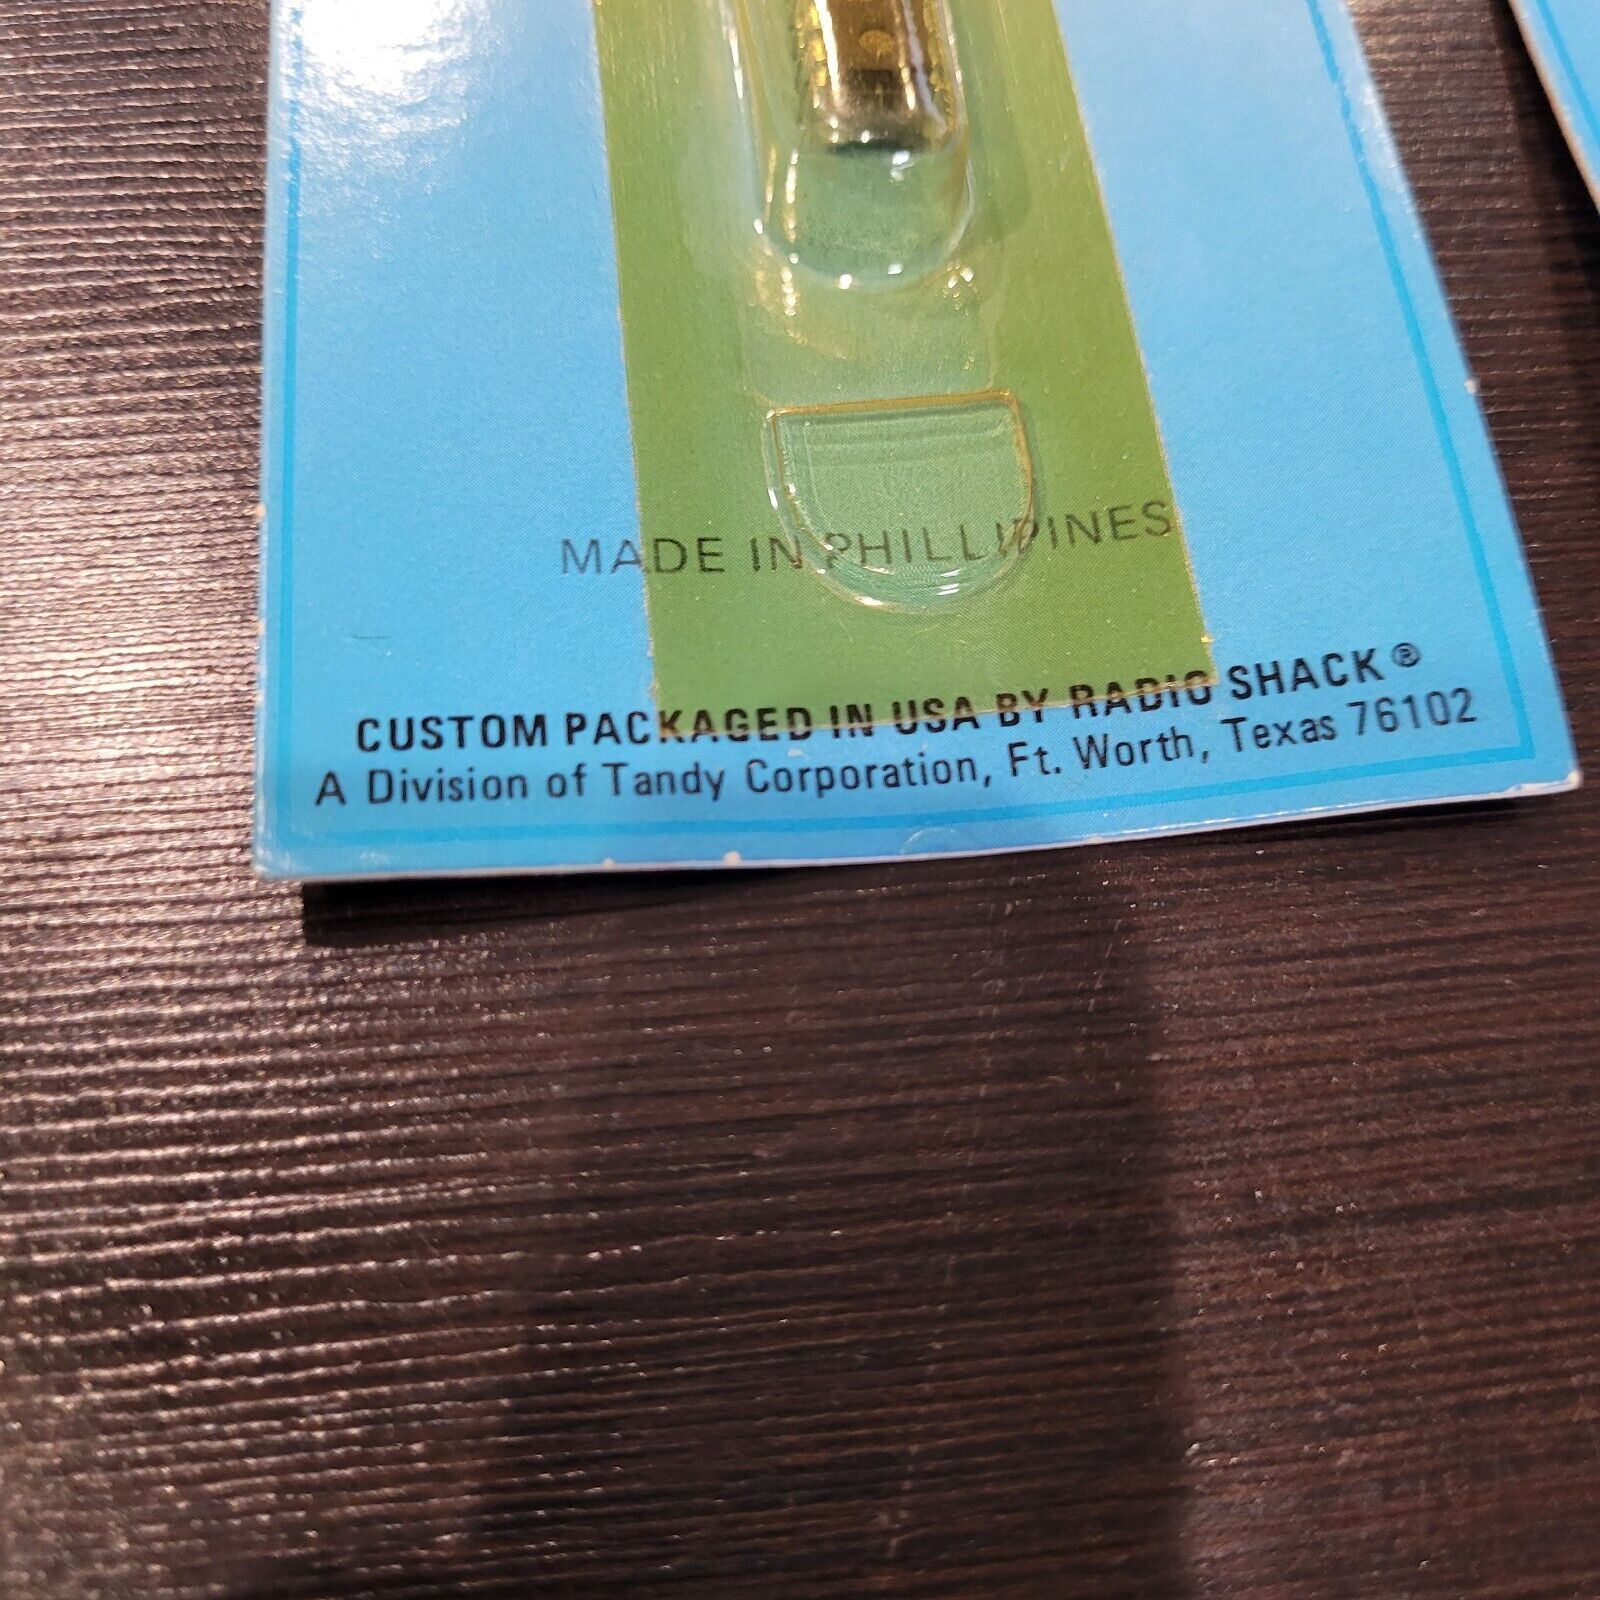 MADE IN PHILLIPINES
CUSTOM PACKAGED IN USA BY RADIO SHACK®
A Division of Tandy Corporation, Ft. Worth, Texas 76102